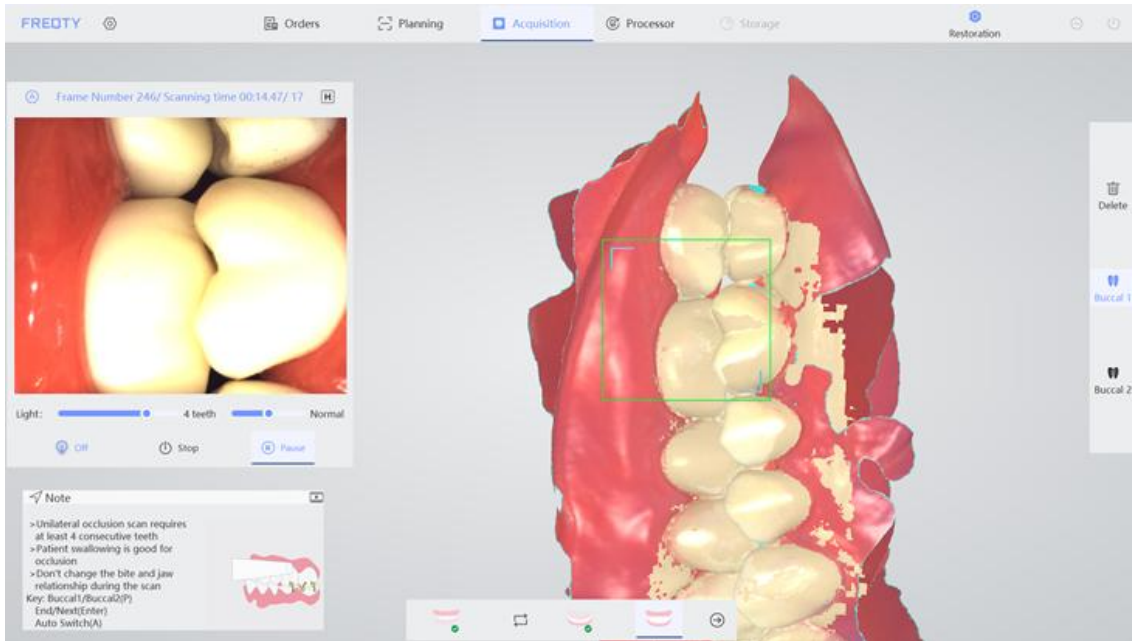 FREQTY
Orders
Planning
Acquisition
Processor
Storage
Restoration
Frame Number 246/ Scanning time 00:14.47/ 17
H
Light:
4 teeth
Normal
Off
Stop
Pause
Note
>Unilateral occlusion scan requires
at least 4 consecutive teeth
>Patient swallowing is good for
occlusion
>Don't change the bite and jaw
relationship during the scan
Key: Buccal1/Buccal2(P)
End/Next(Enter)
Auto Switch(A)
Delete
Buccal 1
Buccal 2